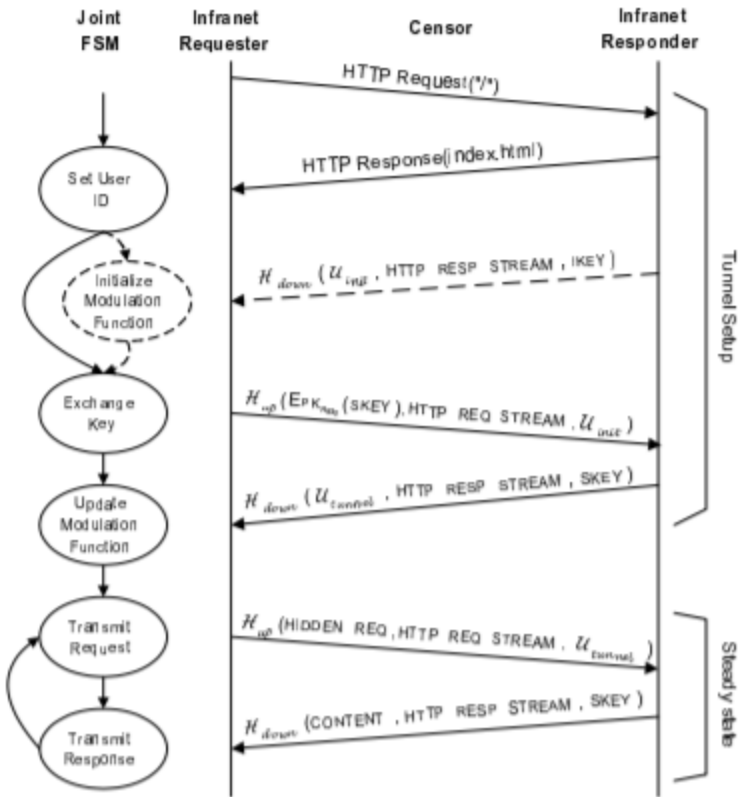 Joint
FSM
Infranet
Requester
Censor
Infranet
Responder
HTTP Request("/")
HTTP Response(index.html)
Set User
ID
Initialize
Modulation
Function
H down (U init , HTTP RESP STREAM , IKEY)
Exchange
Key
H up (E PK (SKEY), HTTP REQ STREAM , U init )
Update
Modulation
Function
H down (U tunnel , HTTP RESP STREAM , SKEY)
Tunnel Setup
Transmit
Request
H up (HIDDEN REQ, HTTP REQ STREAM , U tunnel )
Transmit
Response
H down (CONTENT , HTTP RESP STREAM , SKEY)
Steady state